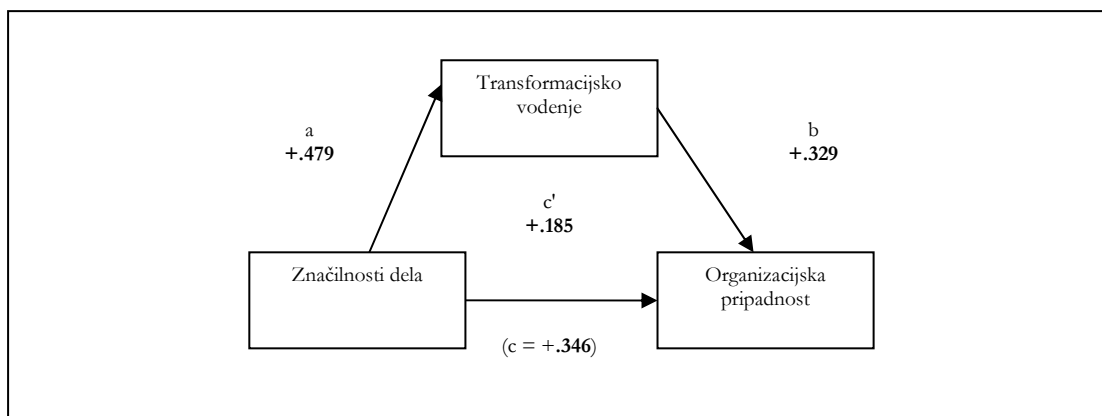 Transformacijsko
vodenje
a
+.479
b
+.329
c'
+.185
Značilnosti dela
Organizacijska
pripadnost
(c = +.346)